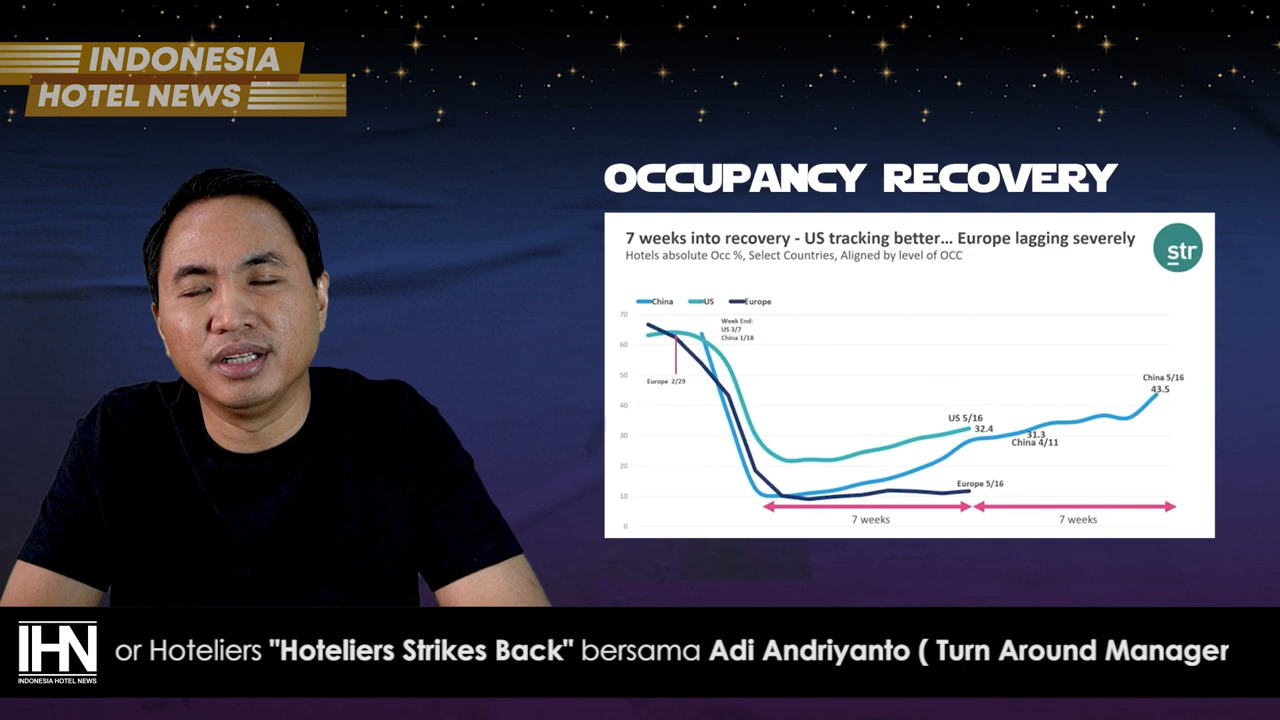 INDONESIA
HOTEL NEWS
OCCUPANCY RECOVERY
7 weeks into recovery - US tracking better... Europe lagging severely
Hotels absolute Occ %, Select Countries, Aligned by level of OCC
str
China US Europe
Week End:
US 3/7
China 1/18
70
60
50
40
30
20
10
0
Europe 2/29
US 5/16
32.4
31.3
China 4/11
China 5/16
43.5
Europe 5/16
7 weeks
7 weeks
IHN
INDONESIA HOTEL NEWS
or Hoteliers "Hoteliers Strikes Back" bersama Adi Andriyanto ( Turn Around Manager